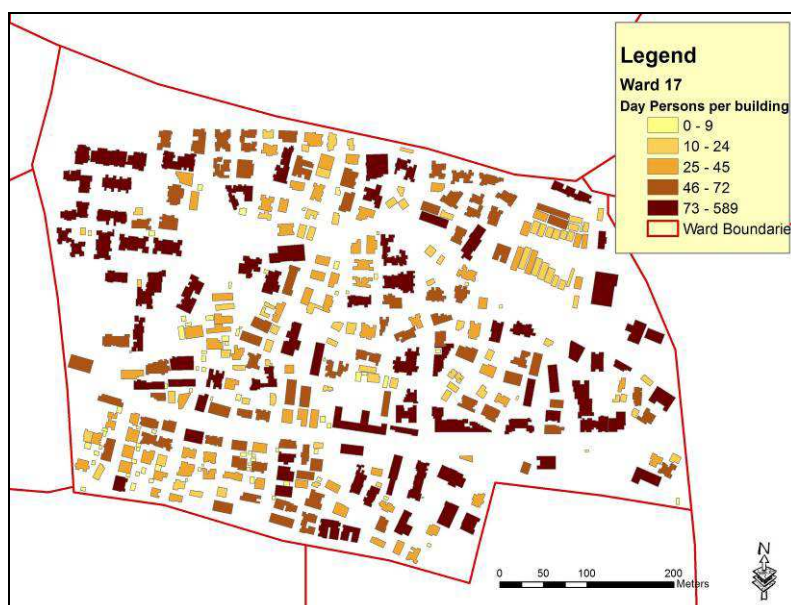 Legend
Ward 17
Day Persons per building
0 - 9
10 - 24
25 - 45
46 - 72
73 - 589
Ward Boundarie
N
0 50 100 200
Meters